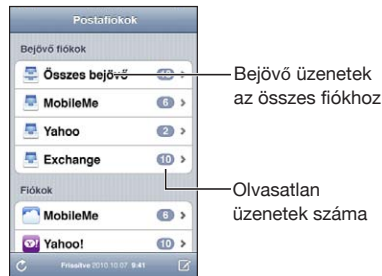 Postafiókok
Bejövő fiókok
Összes bejövő
MobileMe 6
Yahoo 2
Exchange 10
Fiókok
MobileMe 6
Yahoo! 10
Frissítve 2010.10.07. 9:41
Bejövő üzenetek
az összes fiókhoz
Olvasatlan
üzenetek száma